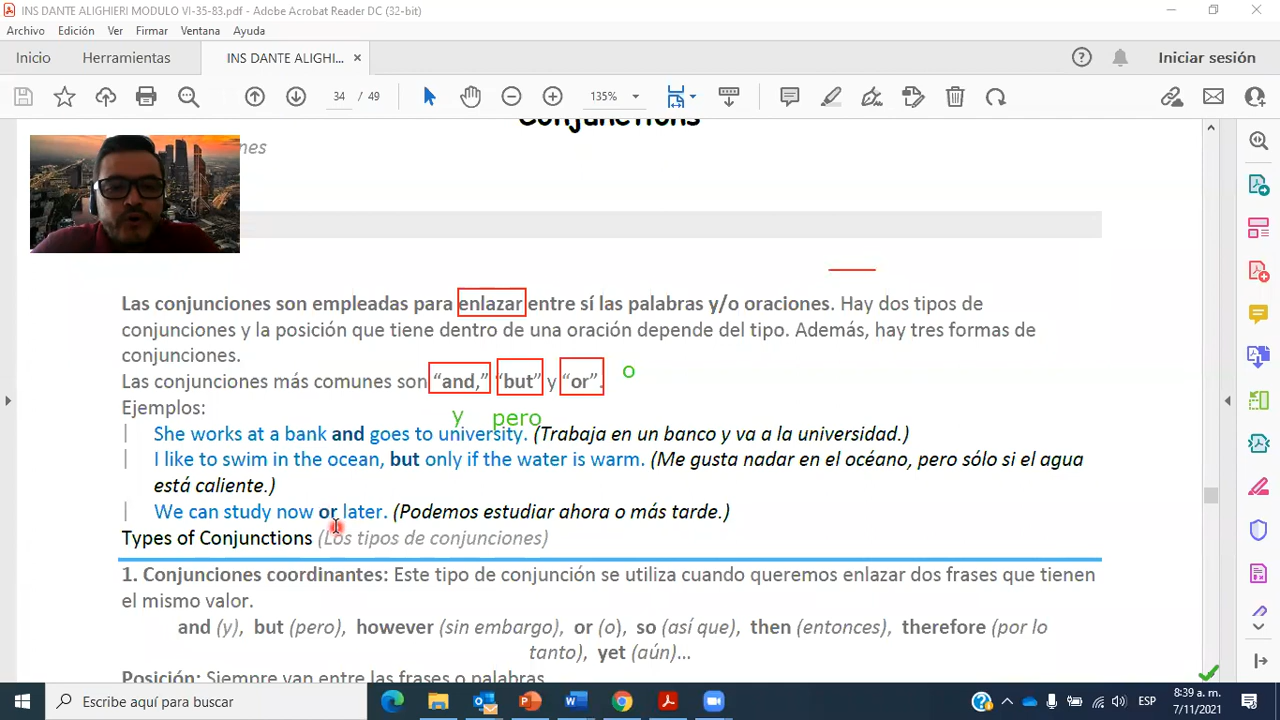 INS DANTE ALIGHIERI MODULO VI-35-83.pdf - Adobe Acrobat Reader DC (32-bit)
Archivo Edición Ver Firmar Ventana Ayuda
Inicio Herramientas INS DANTE ALIGHI... × Iniciar sesión
34 / 49 135%
Conjunctions
nes
Las conjunciones son empleadas para enlazar entre sí las palabras y/o oraciones. Hay dos tipos de
conjunciones y la posición que tiene dentro de una oración depende del tipo. Además, hay tres formas de
conjunciones.
Las conjunciones más comunes son “and,” “but” y “or”. o
Ejemplos:
y pero
She works at a bank and goes to university. (Trabaja en un banco y va a la universidad.)
I like to swim in the ocean, but only if the water is warm. (Me gusta nadar en el océano, pero sólo si el agua
está caliente.)
We can study now or later. (Podemos estudiar ahora o más tarde.)
Types of Conjunctions (Los tipos de conjunciones)
1. Conjunciones coordinantes: Este tipo de conjunción se utiliza cuando queremos enlazar dos frases que tienen
el mismo valor.
and (y), but (pero), however (sin embargo), or (o), so (así que), then (entonces), therefore (por lo
tanto), yet (aún)...
Posición: Siempre van entre las frases o palabras
Escribe aquí para buscar
ESP
8:39 a. m.
7/11/2021